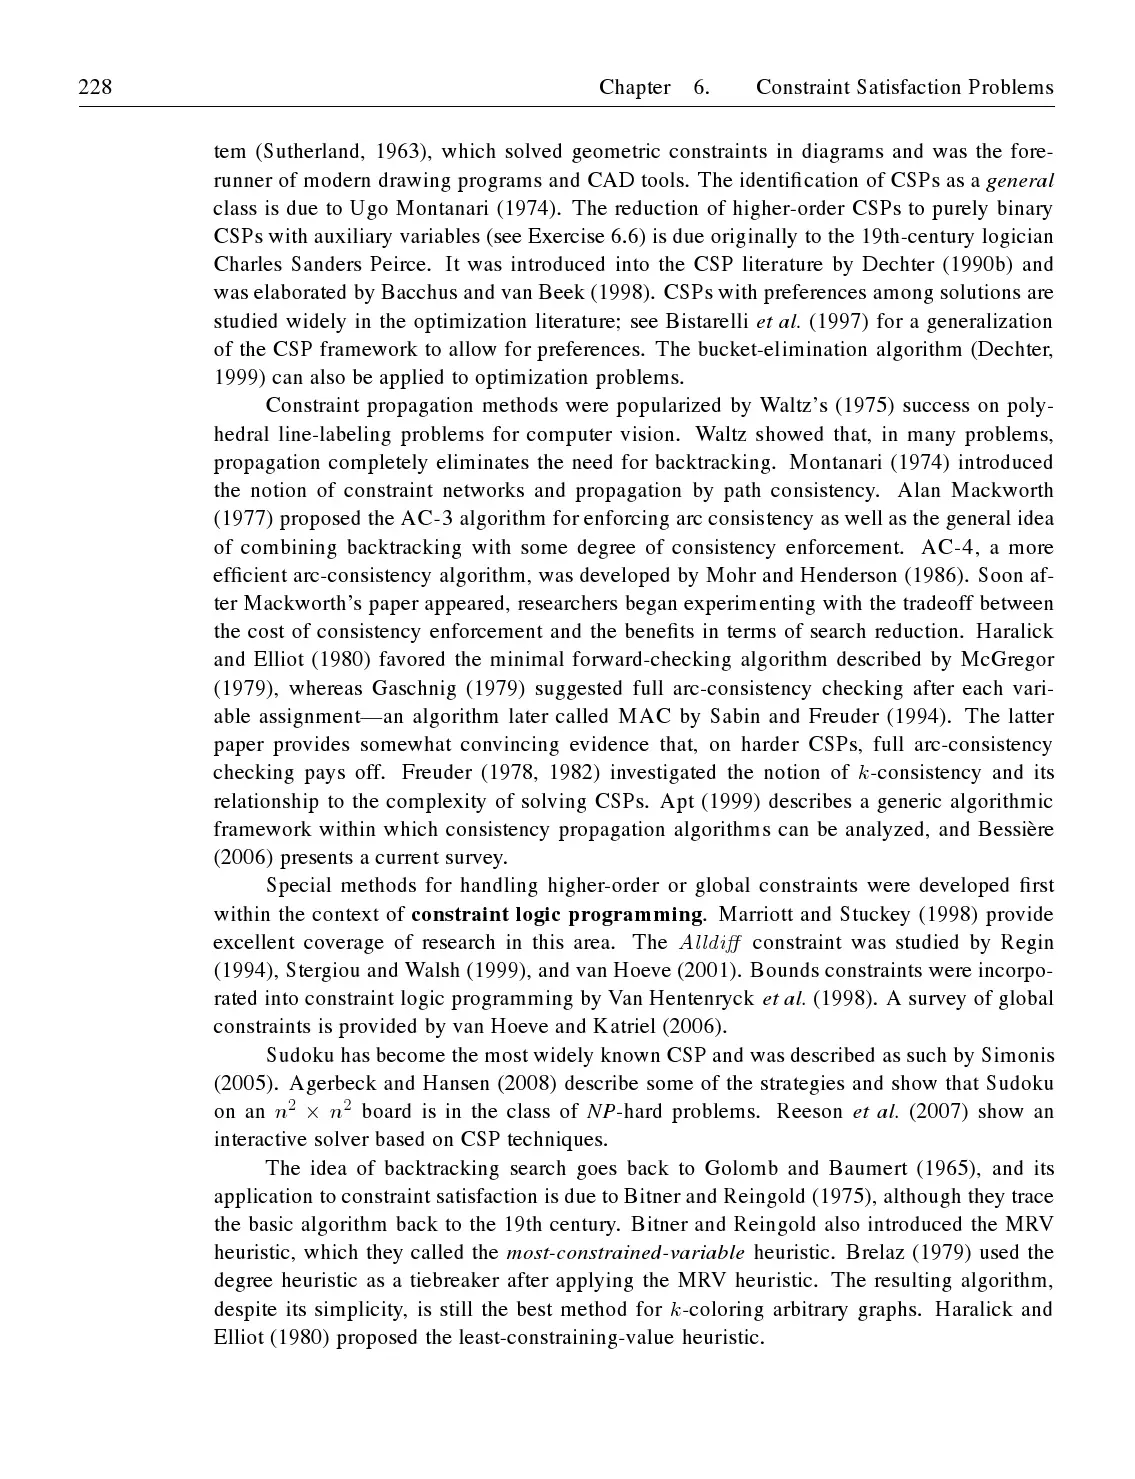 228 Chapter 6. Constraint Satisfaction Problems
tem (Sutherland, 1963), which solved geometric constraints in diagrams and was the fore-
runner of modern drawing programs and CAD tools. The identification of CSPs as a general
class is due to Ugo Montanari (1974). The reduction of higher-order CSPs to purely binary
CSPs with auxiliary variables (see Exercise 6.6) is due originally to the 19th-century logician
Charles Sanders Peirce. It was introduced into the CSP literature by Dechter (1990b) and
was elaborated by Bacchus and van Beek (1998). CSPs with preferences among solutions are
studied widely in the optimization literature; see Bistarelli et al. (1997) for a generalization
of the CSP framework to allow for preferences. The bucket-elimination algorithm (Dechter,
1999) can also be applied to optimization problems.
Constraint propagation methods were popularized by Waltz's (1975) success on poly-
hedral line-labeling problems for computer vision. Waltz showed that, in many problems,
propagation completely eliminates the need for backtracking. Montanari (1974) introduced
the notion of constraint networks and propagation by path consistency. Alan Mackworth
(1977) proposed the AC-3 algorithm for enforcing arc consistency as well as the general idea
of combining backtracking with some degree of consistency enforcement. AC-4, a more
efficient arc-consistency algorithm, was developed by Mohr and Henderson (1986). Soon af-
ter Mackworth's paper appeared, researchers began experimenting with the tradeoff between
the cost of consistency enforcement and the benefits in terms of search reduction. Haralick
and Elliot (1980) favored the minimal forward-checking algorithm described by McGregor
(1979), whereas Gaschnig (1979) suggested full arc-consistency checking after each vari-
able assignment—an algorithm later called MAC by Sabin and Freuder (1994). The latter
paper provides somewhat convincing evidence that, on harder CSPs, full arc-consistency
checking pays off. Freuder (1978, 1982) investigated the notion of k-consistency and its
relationship to the complexity of solving CSPs. Apt (1999) describes a generic algorithmic
framework within which consistency propagation algorithms can be analyzed, and Bessière
(2006) presents a current survey.
Special methods for handling higher-order or global constraints were developed first
within the context of constraint logic programming. Marriott and Stuckey (1998) provide
excellent coverage of research in this area. The Alldiff constraint was studied by Regin
(1994), Stergiou and Walsh (1999), and van Hoeve (2001). Bounds constraints were incorpo-
rated into constraint logic programming by Van Hentenryck et al. (1998). A survey of global
constraints is provided by van Hoeve and Katriel (2006).
Sudoku has become the most widely known CSP and was described as such by Simonis
(2005). Agerbeck and Hansen (2008) describe some of the strategies and show that Sudoku
on an n² × n² board is in the class of NP-hard problems. Reeson et al. (2007) show an
interactive solver based on CSP techniques.
The idea of backtracking search goes back to Golomb and Baumert (1965), and its
application to constraint satisfaction is due to Bitner and Reingold (1975), although they trace
the basic algorithm back to the 19th century. Bitner and Reingold also introduced the MRV
heuristic, which they called the most-constrained-variable heuristic. Brelaz (1979) used the
degree heuristic as a tiebreaker after applying the MRV heuristic. The resulting algorithm,
despite its simplicity, is still the best method for k-coloring arbitrary graphs. Haralick and
Elliot (1980) proposed the least-constraining-value heuristic.